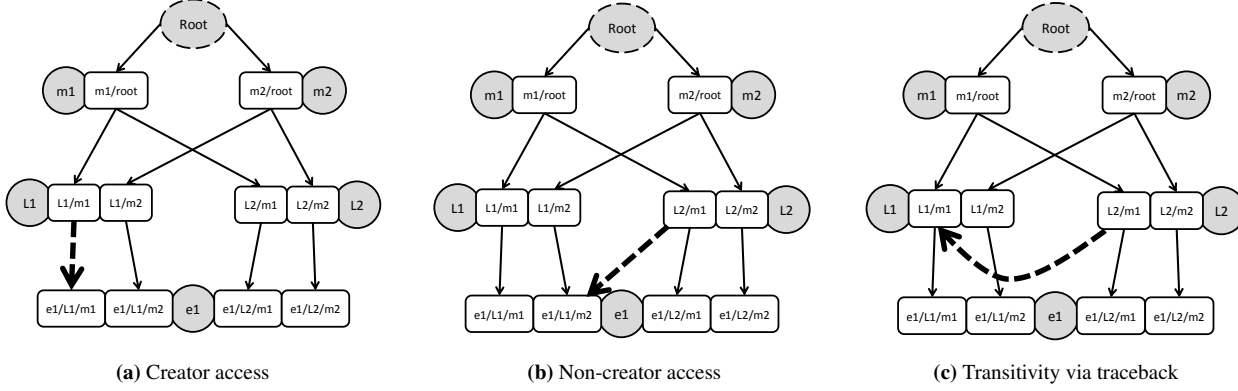 Root
m1 m1/root m2/root m2
L1 L1/m1 L1/m2 L2/m1 L2/m2 L2
e1/L1/m1 e1/L1/m2 e1 e1/L2/m1 e1/L2/m2
(a) Creator access
Root
m1 m1/root m2/root m2
L1 L1/m1 L1/m2 L2/m1 L2/m2 L2
e1/L1/m1 e1/L1/m2 e1 e1/L2/m1 e1/L2/m2
(b) Non-creator access
Root
m1 m1/root m2/root m2
L1 L1/m1 L1/m2 L2/m1 L2/m2 L2
e1/L1/m1 e1/L1/m2 e1 e1/L2/m1 e1/L2/m2
(c) Transitivity via traceback